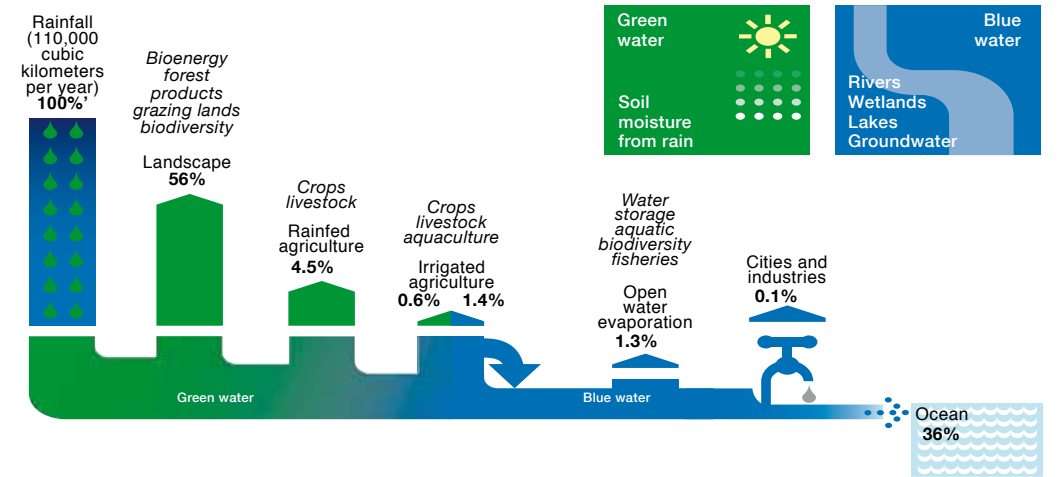 Rainfall
(110,000
cubic
kilometers
per year)
100%’
Bioenergy
forest
products
grazing lands
biodiversity
Landscape
56%
Crops
livestock
Rainfed
agriculture
4.5%
Crops
livestock
aquaculture
Irrigated
agriculture
0.6% 1.4%
Water
storage
aquatic
biodiversity
fisheries
Open
water
evaporation
1.3%
Cities and
industries
0.1%
Green
water
Soil
moisture
from rain
Blue
water
Rivers
Wetlands
Lakes
Groundwater
Green water
Blue water
Ocean
36%